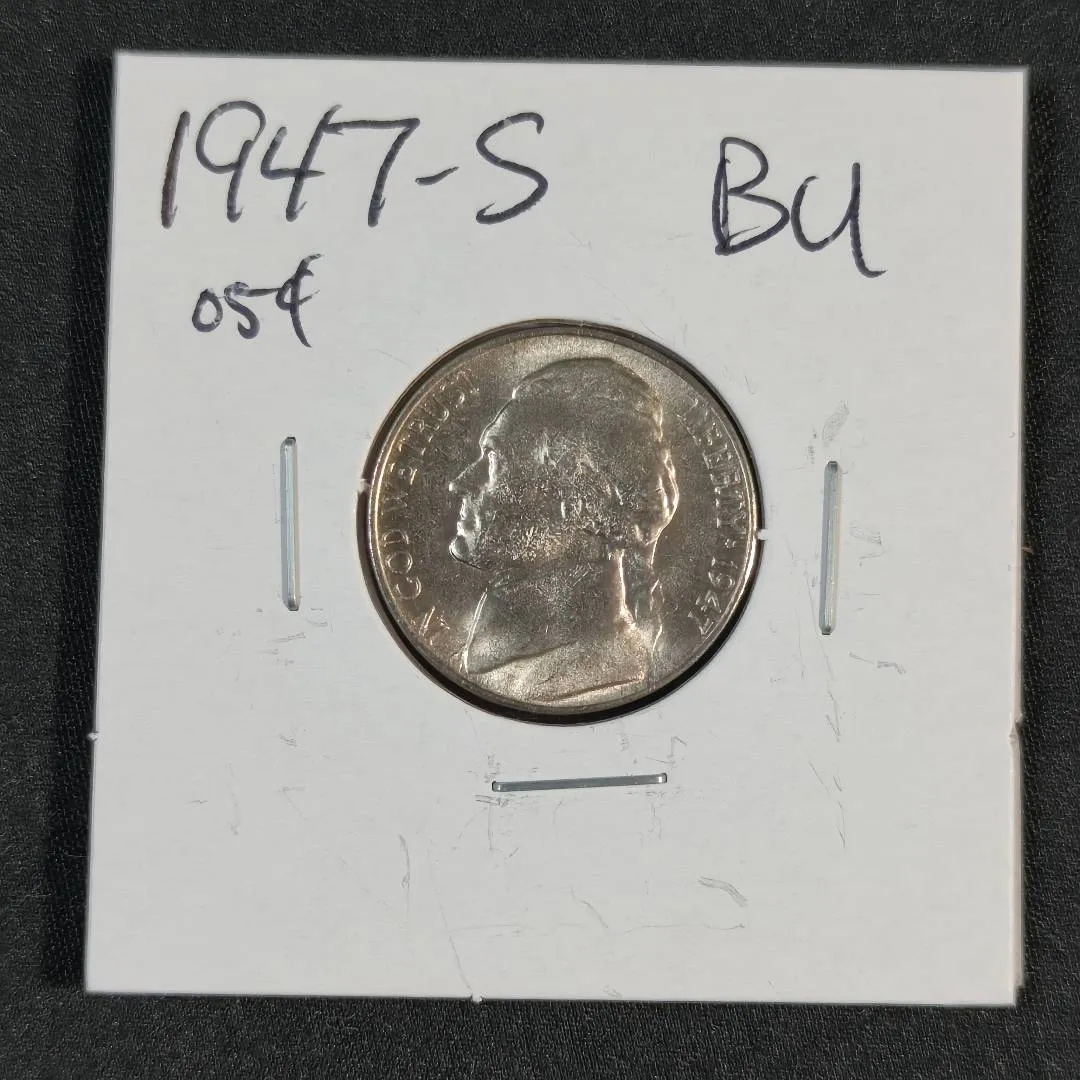 1947-S BU
05¢
IN GOD WE TRUST
LIBERTY * 1947